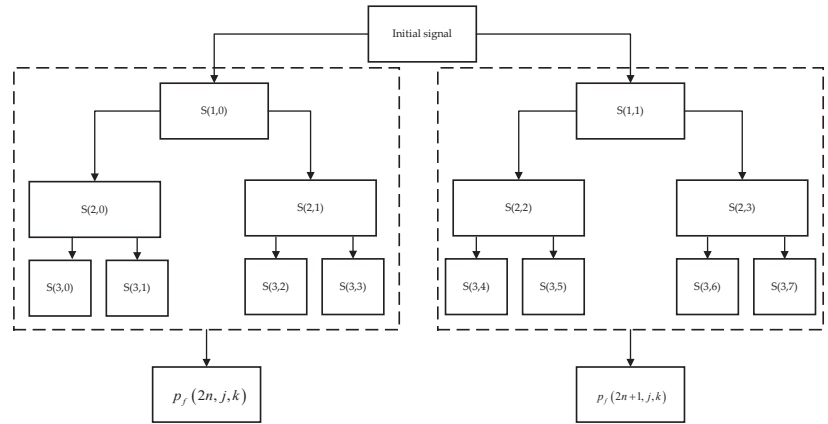 Initial signal
S(1,0)
S(1,1)
S(2,0)
S(2,1)
S(2,2)
S(2,3)
S(3,0)
S(3,1)
S(3,2)
S(3,3)
S(3,4)
S(3,5)
S(3,6)
S(3,7)
p_f (2n, j, k)
p_f (2n+1, j, k)